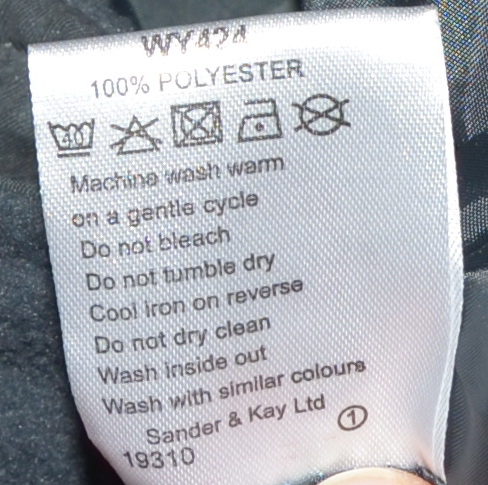 WY424
100% POLYESTER
40
Machine wash warm
on a gentle cycle
Do not bleach
Do not tumble dry
Cool iron on reverse
Do not dry clean
Wash inside out
Wash with similar colours
Sander & Kay Ltd
19310
1